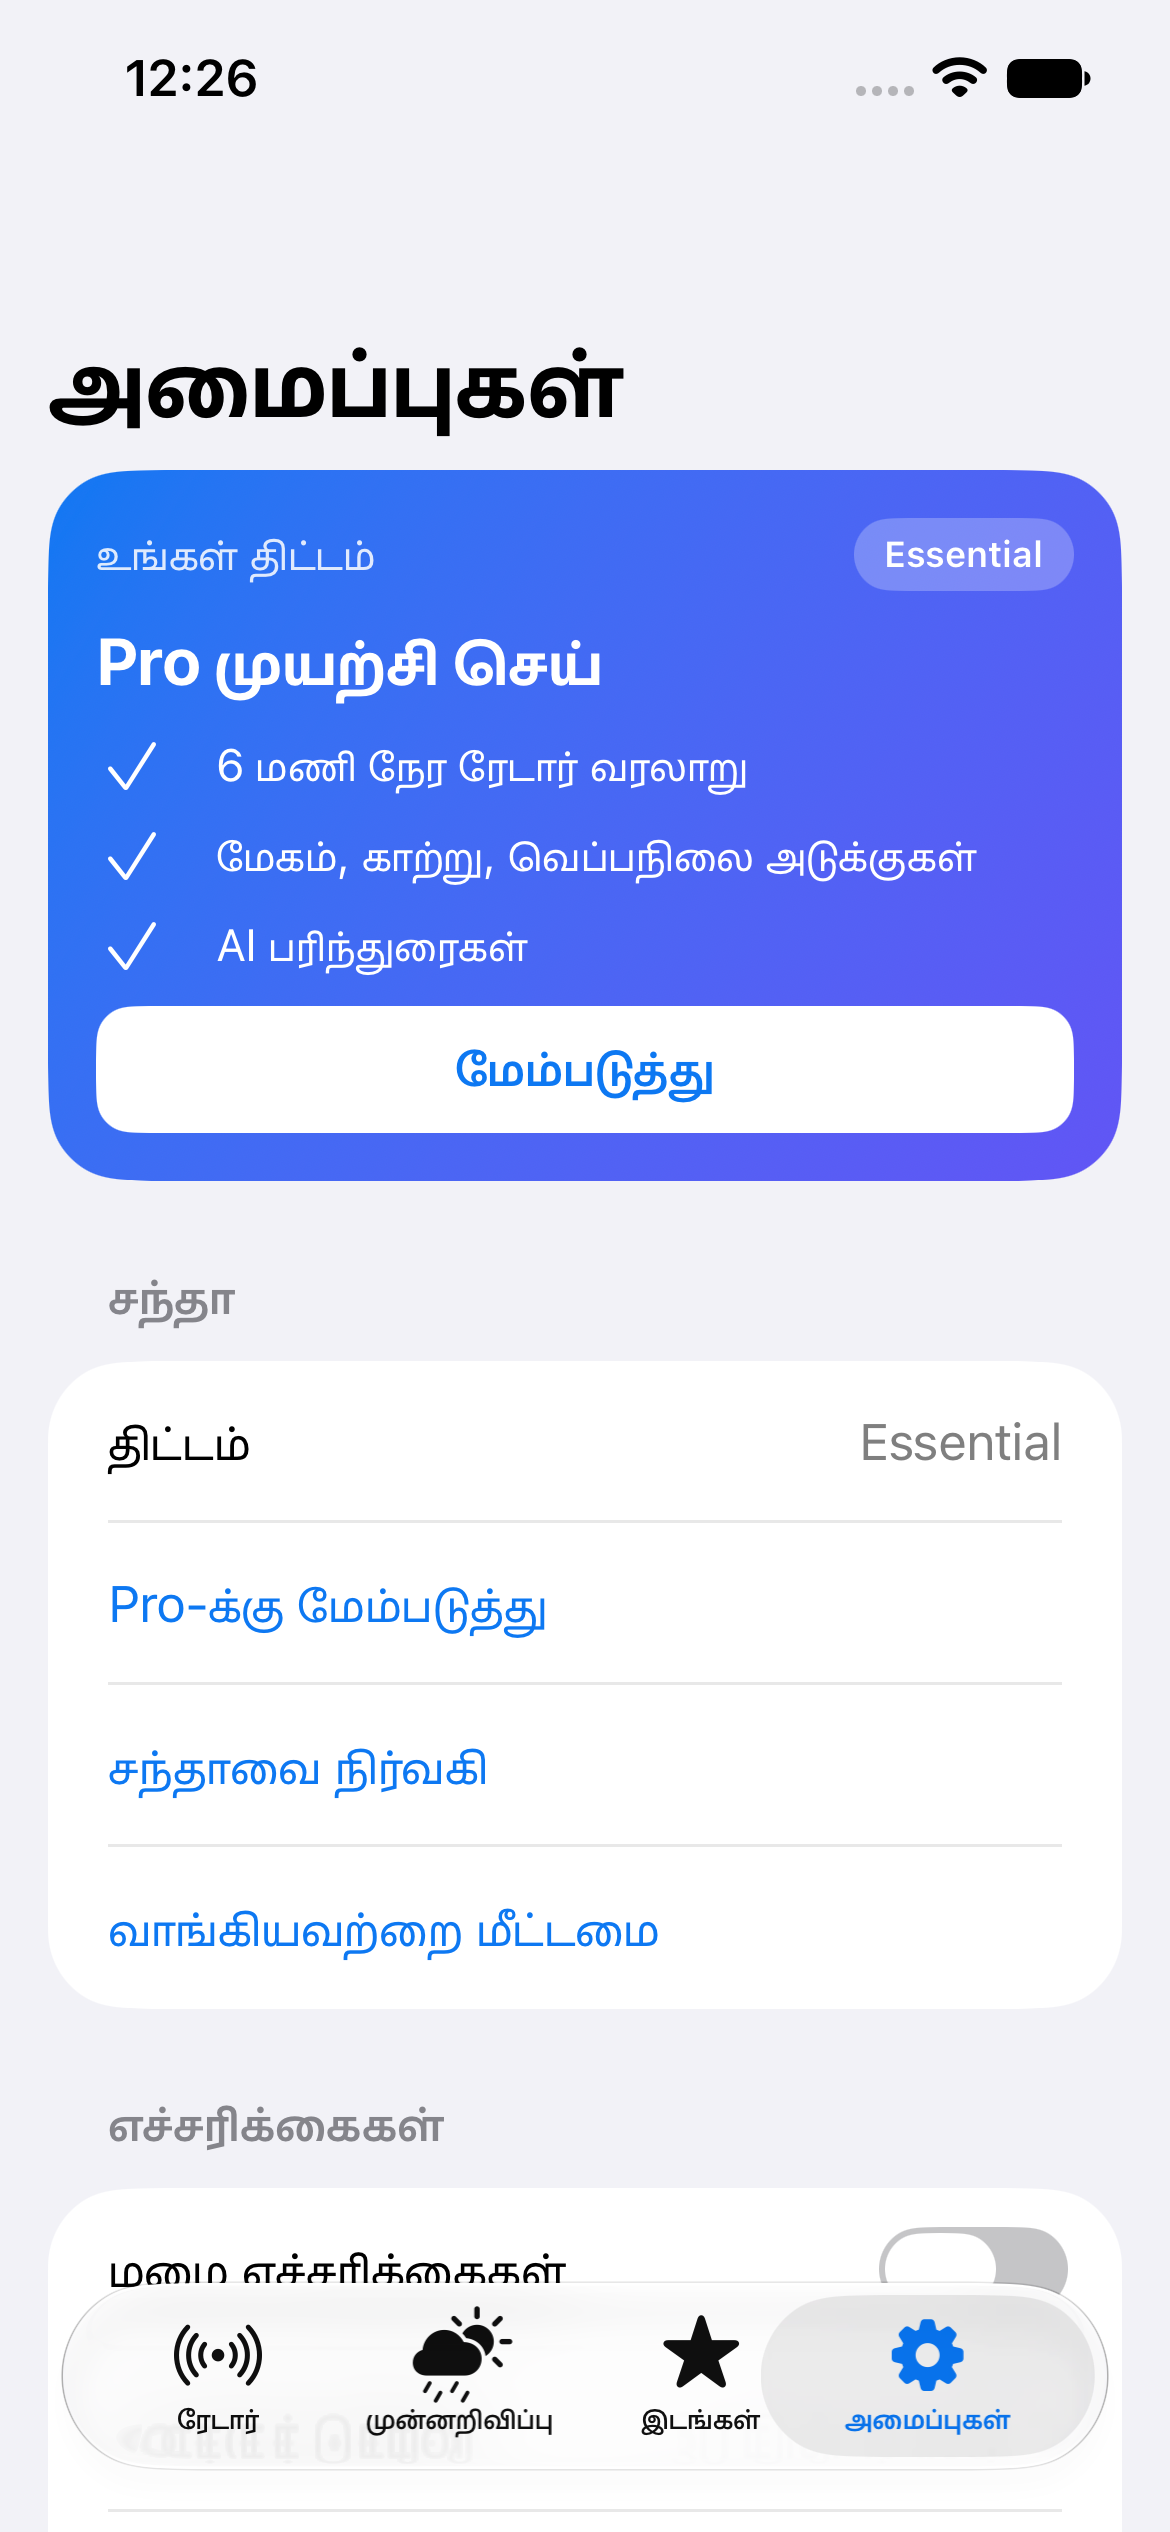 12:26
அமைப்புகள்
உங்கள் திட்டம்
Essential
Pro முயற்சி செய்
6 மணி நேர ரேடார் வரலாறு
மேகம், காற்று, வெப்பநிலை அடுக்குகள்
AI பரிந்துரைகள்
மேம்படுத்து
சந்தா
திட்டம்
Essential
Pro-க்கு மேம்படுத்து
சந்தாவை நிர்வகி
வாங்கியவற்றை மீட்டமை
எச்சரிக்கைகள்
எச்சரிக்கைகள்
ரேடார்
முன்னறிவிப்பு
இடங்கள்
அமைப்புகள்